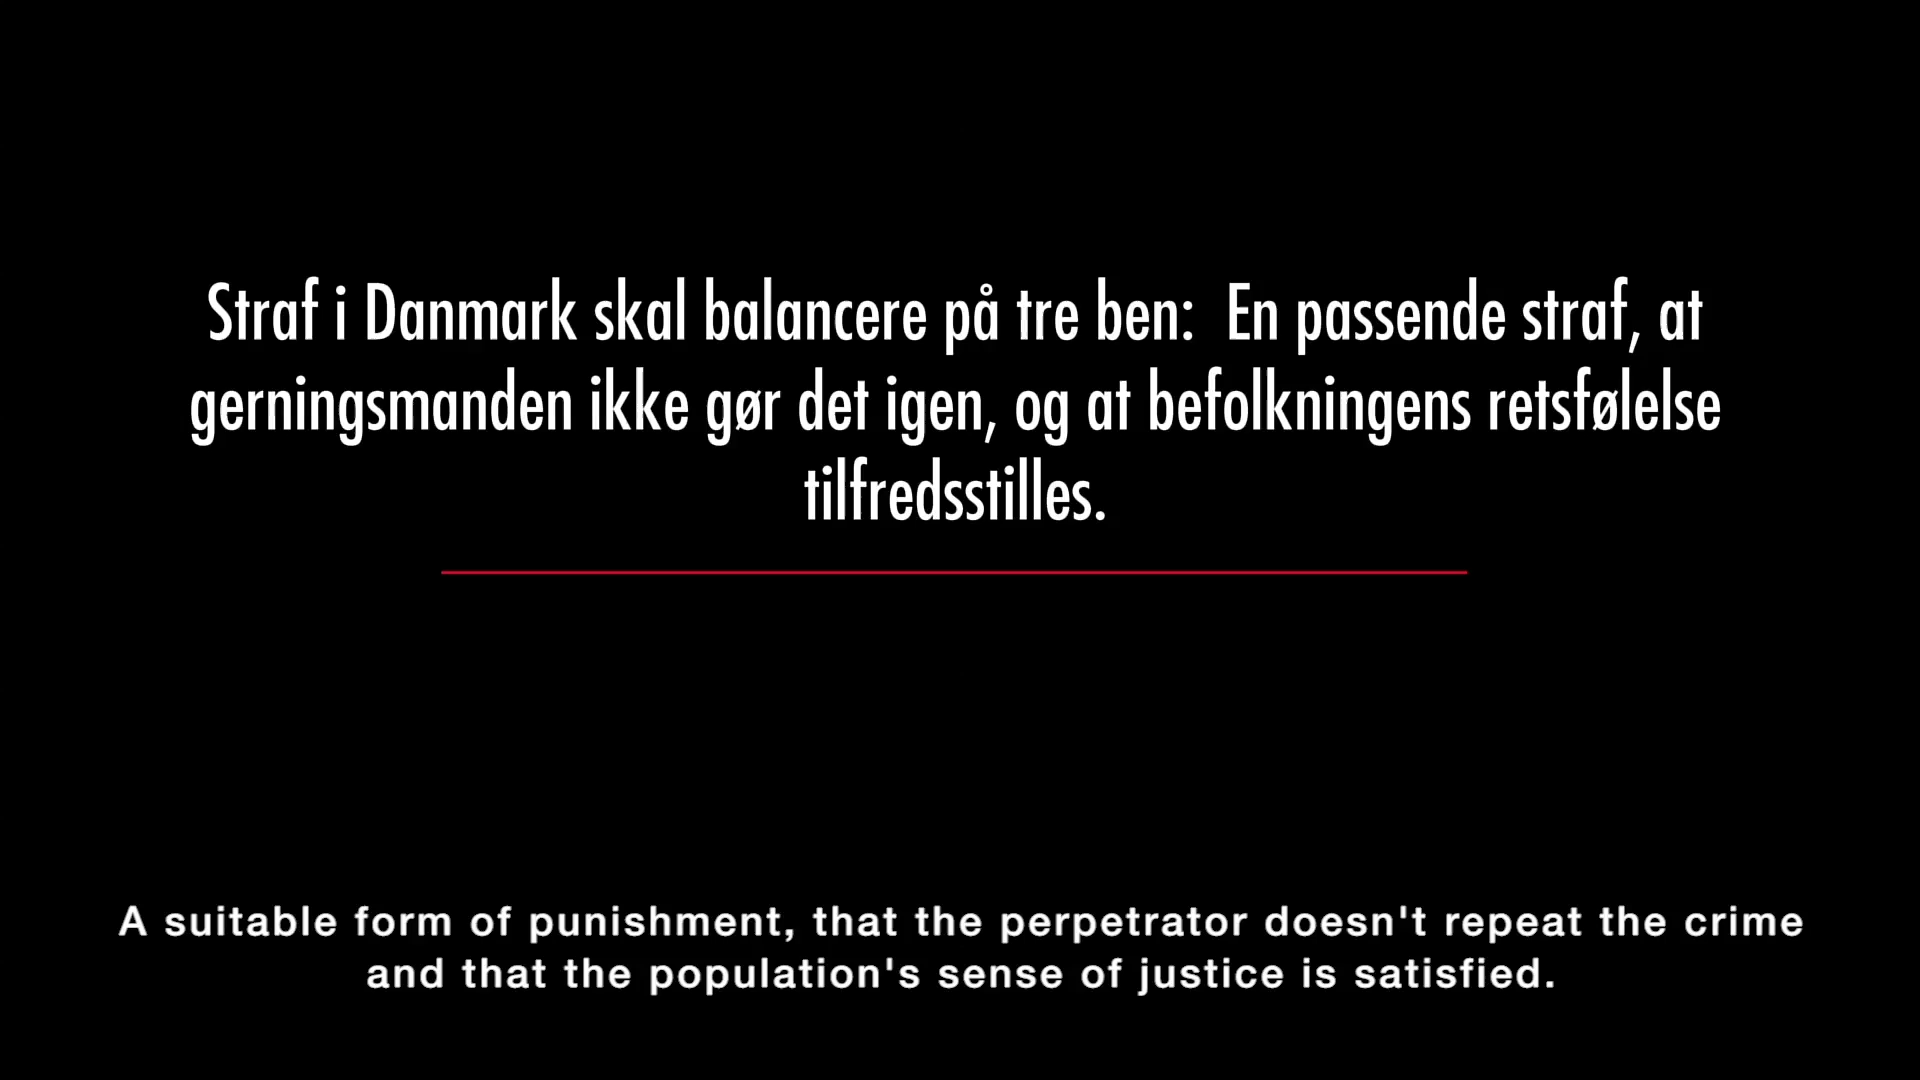 Straf i Danmark skal balancere på tre ben:  En passende straf, at
gerningsmanden ikke gør det igen, og at befolkningens retsfølelse
tilfredsstilles.
A suitable form of punishment, that the perpetrator doesn't repeat the crime
and that the population's sense of justice is satisfied.